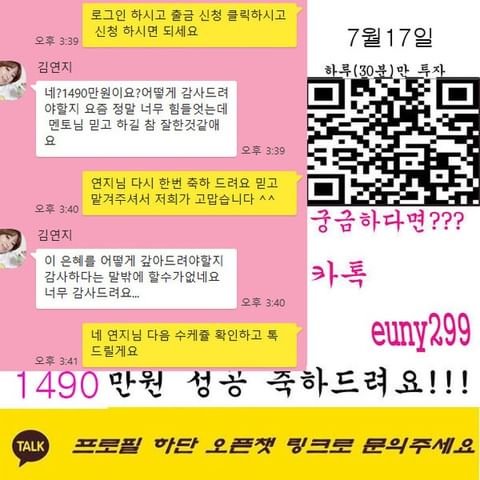 로그인 하시고 출금 신청 클릭하시고
신청 하시면 되세요
오후 3:39
김연지
네?1490만원이요?어떻게 감사드려
야할지 요즘 정말 너무 힘들엇는데
멘토님 믿고 하길 참 잘한것같애
요
오후 3:39
연지님 다시 한번 축하 드려요 믿고
맡겨주셔서 저희가 고맙습니다 ^^
오후 3:40
김연지
이 은혜를 어떻게 갚아드려야할지
감사하다는 말밖에 할수가없네요
너무 감사드려요...
오후 3:40
네 연지님 다음 수케쥴 확인하고 톡
드릴게요
오후 3:41
7월17일
하루(30분)만 투자
궁금하다면???
카톡
euny299
1490만원 성공 축하드려요!!!
TALK
프로필 하단 오픈챗 링크로 문의주세요